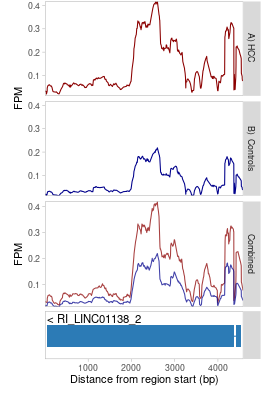 0.4
0.3
0.2
0.1
FPM
A) HCC
0.4
0.3
0.2
0.1
B) Controls
0.4
0.3
0.2
0.1
FPM
Combined
< RI_LINC01138_2
1000 2000 3000 4000
Distance from region start (bp)